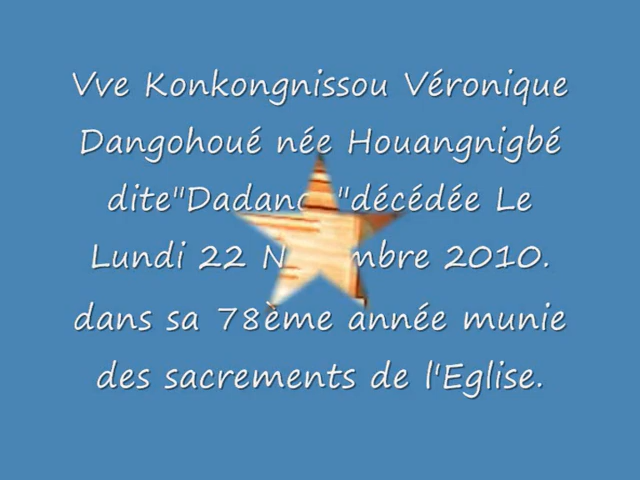 Vve Konkongnissou Véronique
Dangohoué née Houangnigbé
dite "décédée Le
Lundi 22 2010.
dans sa 78ème année munie
des sacrements de l'Eglise.